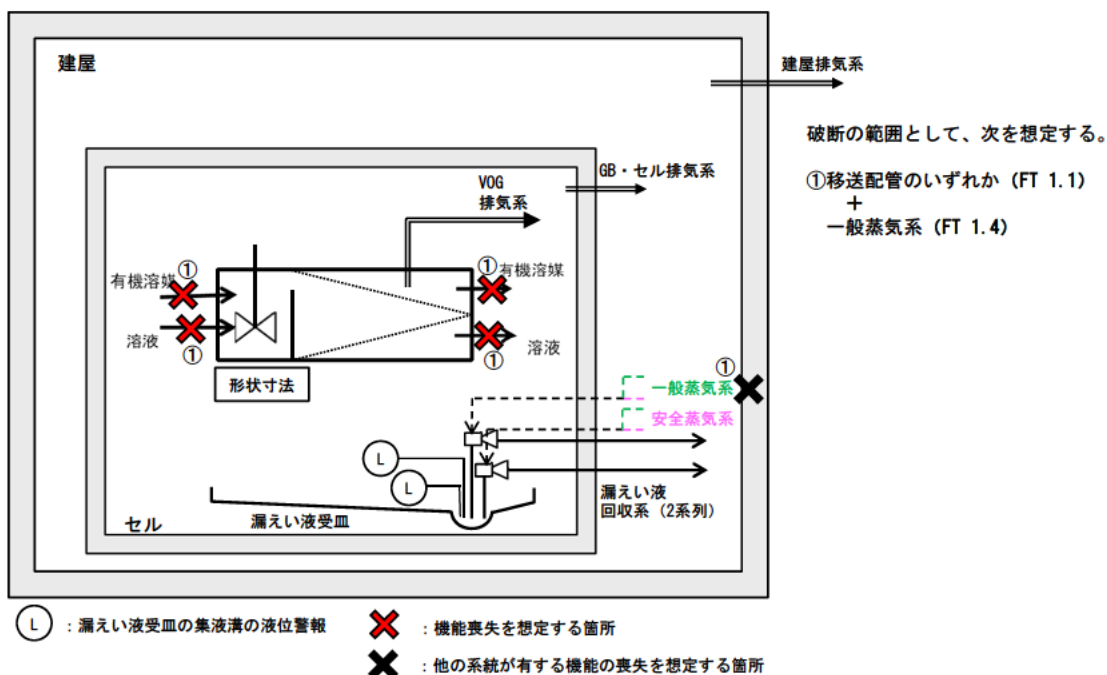 建屋
建屋排気系
破断の範囲として、次を想定する。
①移送配管のいずれか（FT 1.1）
＋
一般蒸気系（FT 1.4）
GB・セル排気系
VOG
排気系
有機溶媒
①
①
有機溶媒
溶液
①
①
溶液
形状寸法
①
一般蒸気系
安全蒸気系
L
L
漏えい液
回収系（2系列）
漏えい液受皿
セル
L ：漏えい液受皿の集液溝の液位警報
：機能喪失を想定する箇所
：他の系統が有する機能の喪失を想定する箇所